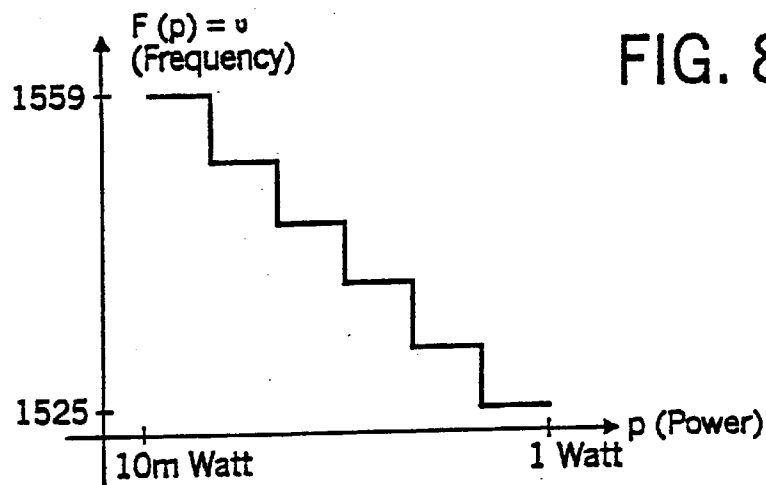 F (p) = υ
(Frequency)
FIG. 8
1559
1525
p (Power)
10m Watt
1 Watt